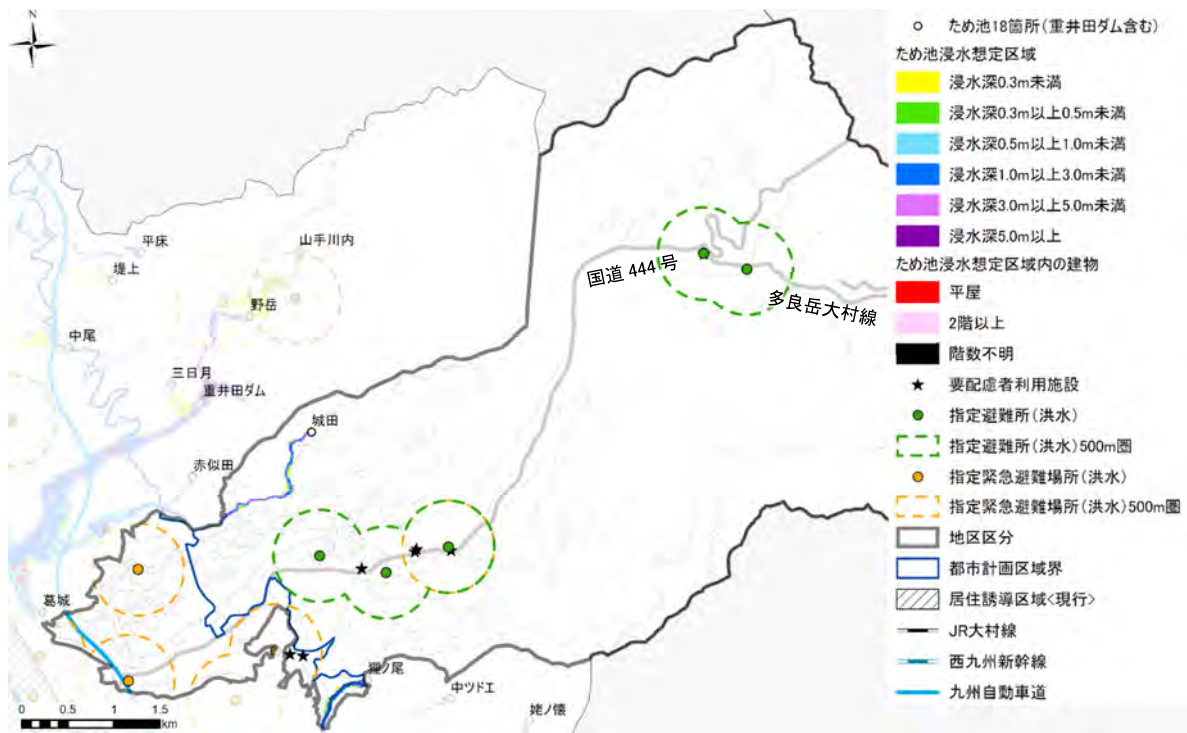 N
ため池18箇所(重井田ダム含む)
ため池浸水想定区域
浸水深0.3m未満
浸水深0.3m以上0.5m未満
浸水深0.5m以上1.0m未満
浸水深1.0m以上3.0m未満
浸水深3.0m以上5.0m未満
浸水深5.0m以上
ため池浸水想定区域内の建物
平屋
2階以上
階数不明
要配慮者利用施設
指定避難所(洪水)
指定避難所(洪水)500m圏
指定緊急避難場所(洪水)
指定緊急避難場所(洪水)500m圏
地区区分
都市計画区域界
居住誘導区域<現行>
JR大村線
西九州新幹線
九州自動車道
平床
山手川内
堤上
国道 444 号
多良岳大村線
野岳
中尾
三日月
重井田ダム
城田
赤似田
葛城
狸ノ尾
中ツドエ
姥ノ懐
0 0.5 1 1.5
km